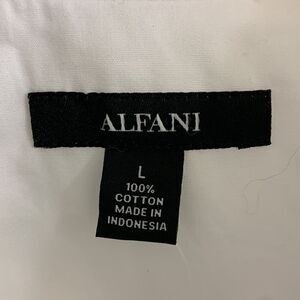 ALFANI
L
100%
COTTON
MADE IN
INDONESIA